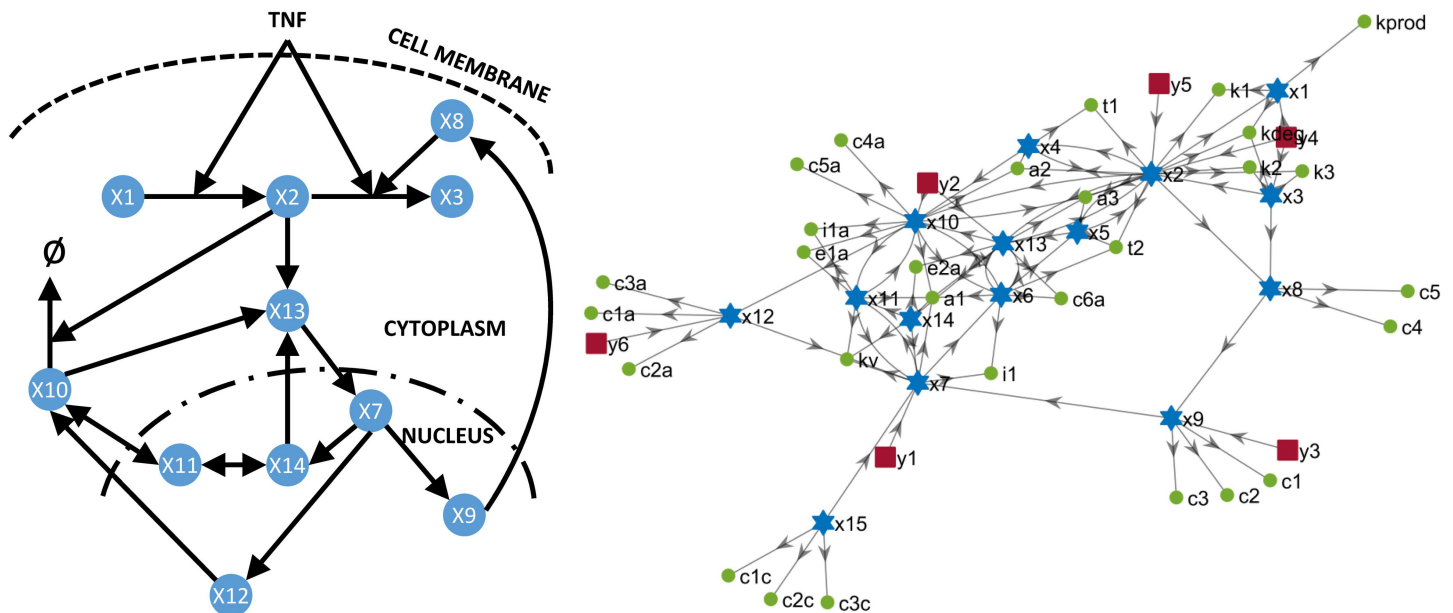 TNF
CELL MEMBRANE
X8
X1
X2
X3
Ø
X13
CYTOPLASM
X10
X7
NUCLEUS
X11
X14
X9
X12
kprod
y5
k1
x1
t1
kdeg
y4
c4a
x4
c5a
a2
x2
k2
k3
y2
x3
a3
x10
i1a
x5
x13
t2
e1a
e2a
c3a
x11
a1
x6
c6a
x8
c5
c1a
x12
x14
c4
y6
c2a
kv
x7
i1
x9
y3
y1
c1
c3
c2
x15
c1c
c2c
c3c